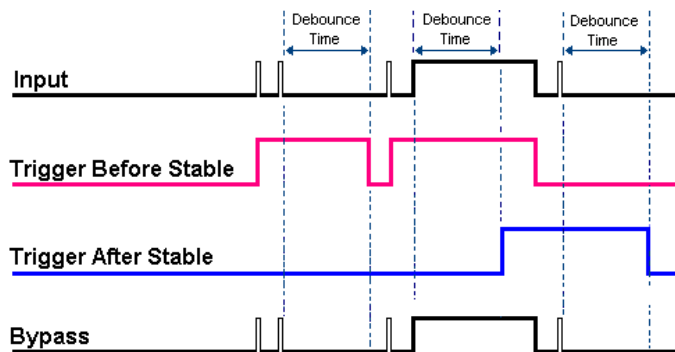 Debounce
Time
Debounce
Time
Debounce
Time
Input
Trigger Before Stable
Trigger After Stable
Bypass